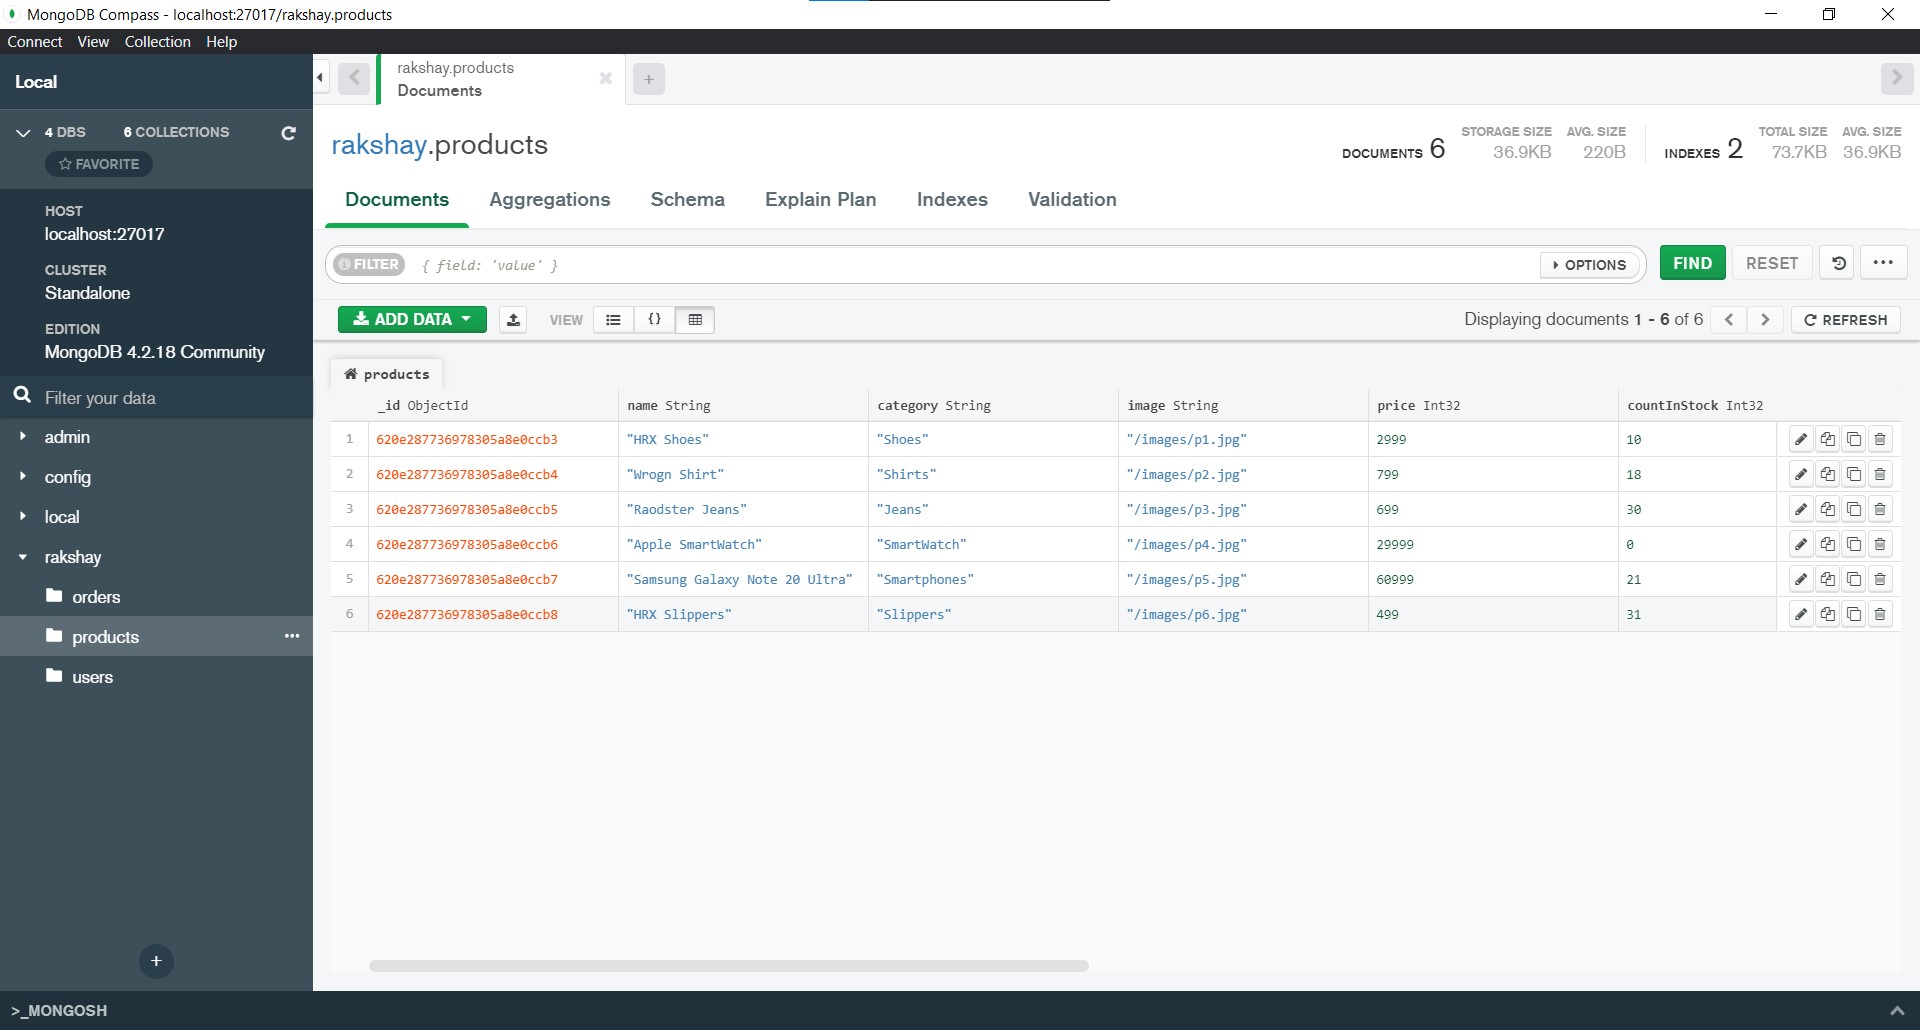 MongoDB Compass - localhost:27017/rakshay.products
Connect View Collection Help
Local
4 DBS 6 COLLECTIONS
FAVORITE
HOST
localhost:27017
CLUSTER
Standalone
EDITION
MongoDB 4.2.18 Community
Filter your data
admin
config
local
rakshay
orders
products
users
>_MONGOSH
rakshay.products
Documents
rakshay.products
DOCUMENTS 6
STORAGE SIZE
36.9KB
AVG. SIZE
220B
INDEXES 2
TOTAL SIZE
73.7KB
AVG. SIZE
36.9KB
Documents Aggregations Schema Explain Plan Indexes Validation
FILTER { field: 'value' } OPTIONS FIND RESET
ADD DATA VIEW {} Displaying documents 1 - 6 of 6 REFRESH
products
_id ObjectId name String category String image String price Int32 countInStock Int32
1 620e287736978305a8e0ccb3 "HRX Shoes" "Shoes" "/images/p1.jpg" 2999 10
2 620e287736978305a8e0ccb4 "Wrogn Shirt" "Shirts" "/images/p2.jpg" 799 18
3 620e287736978305a8e0ccb5 "Raodster Jeans" "Jeans" "/images/p3.jpg" 699 30
4 620e287736978305a8e0ccb6 "Apple SmartWatch" "SmartWatch" "/images/p4.jpg" 29999 0
5 620e287736978305a8e0ccb7 "Samsung Galaxy Note 20 Ultra" "Smartphones" "/images/p5.jpg" 60999 21
6 620e287736978305a8e0ccb8 "HRX Slippers" "Slippers" "/images/p6.jpg" 499 31